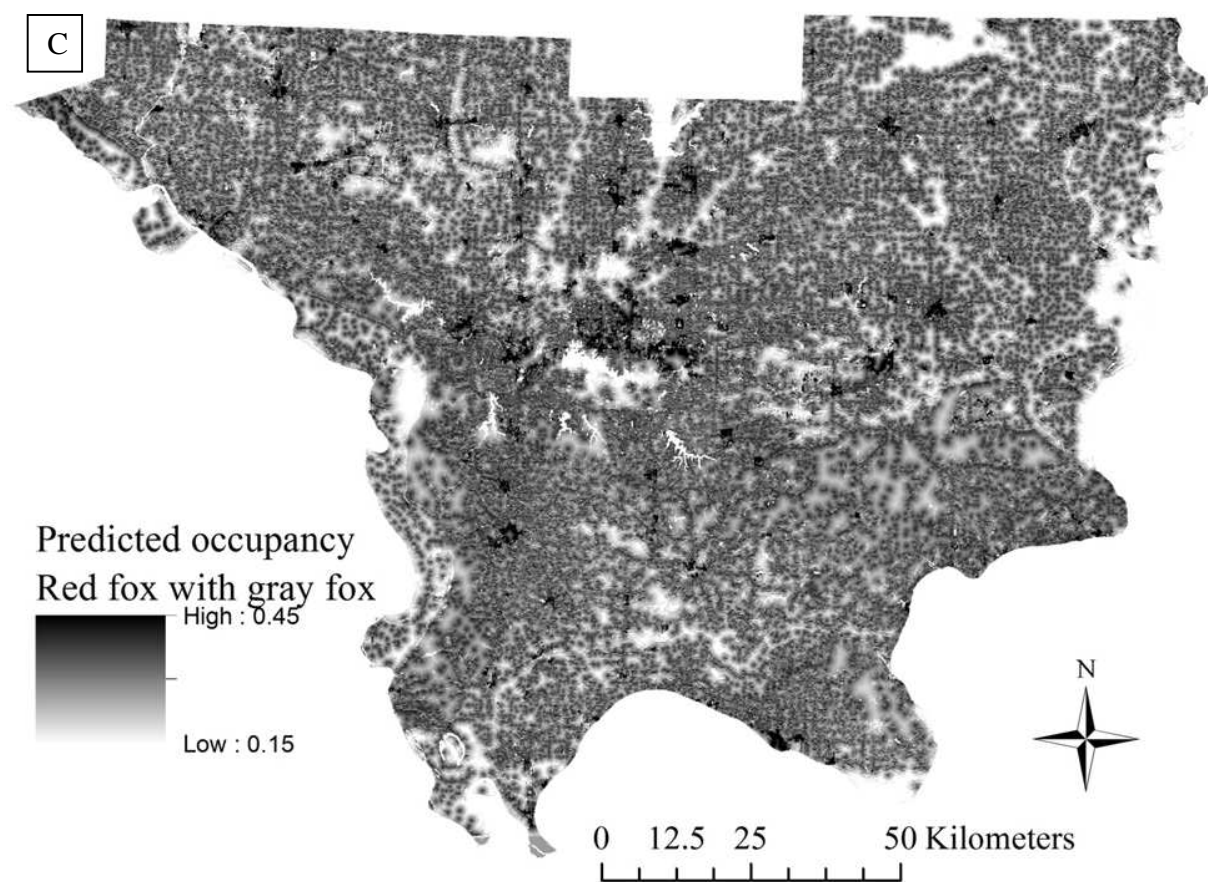 C
Predicted occupancy
Red fox with gray fox
High : 0.45
Low : 0.15
N
0 12.5 25 50 Kilometers